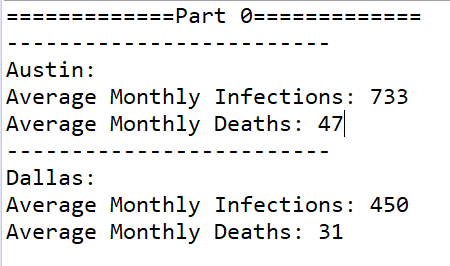 =============Part 0=============
-------------------------
Austin:
Average Monthly Infections: 733
Average Monthly Deaths: 47
-------------------------
Dallas:
Average Monthly Infections: 450
Average Monthly Deaths: 31